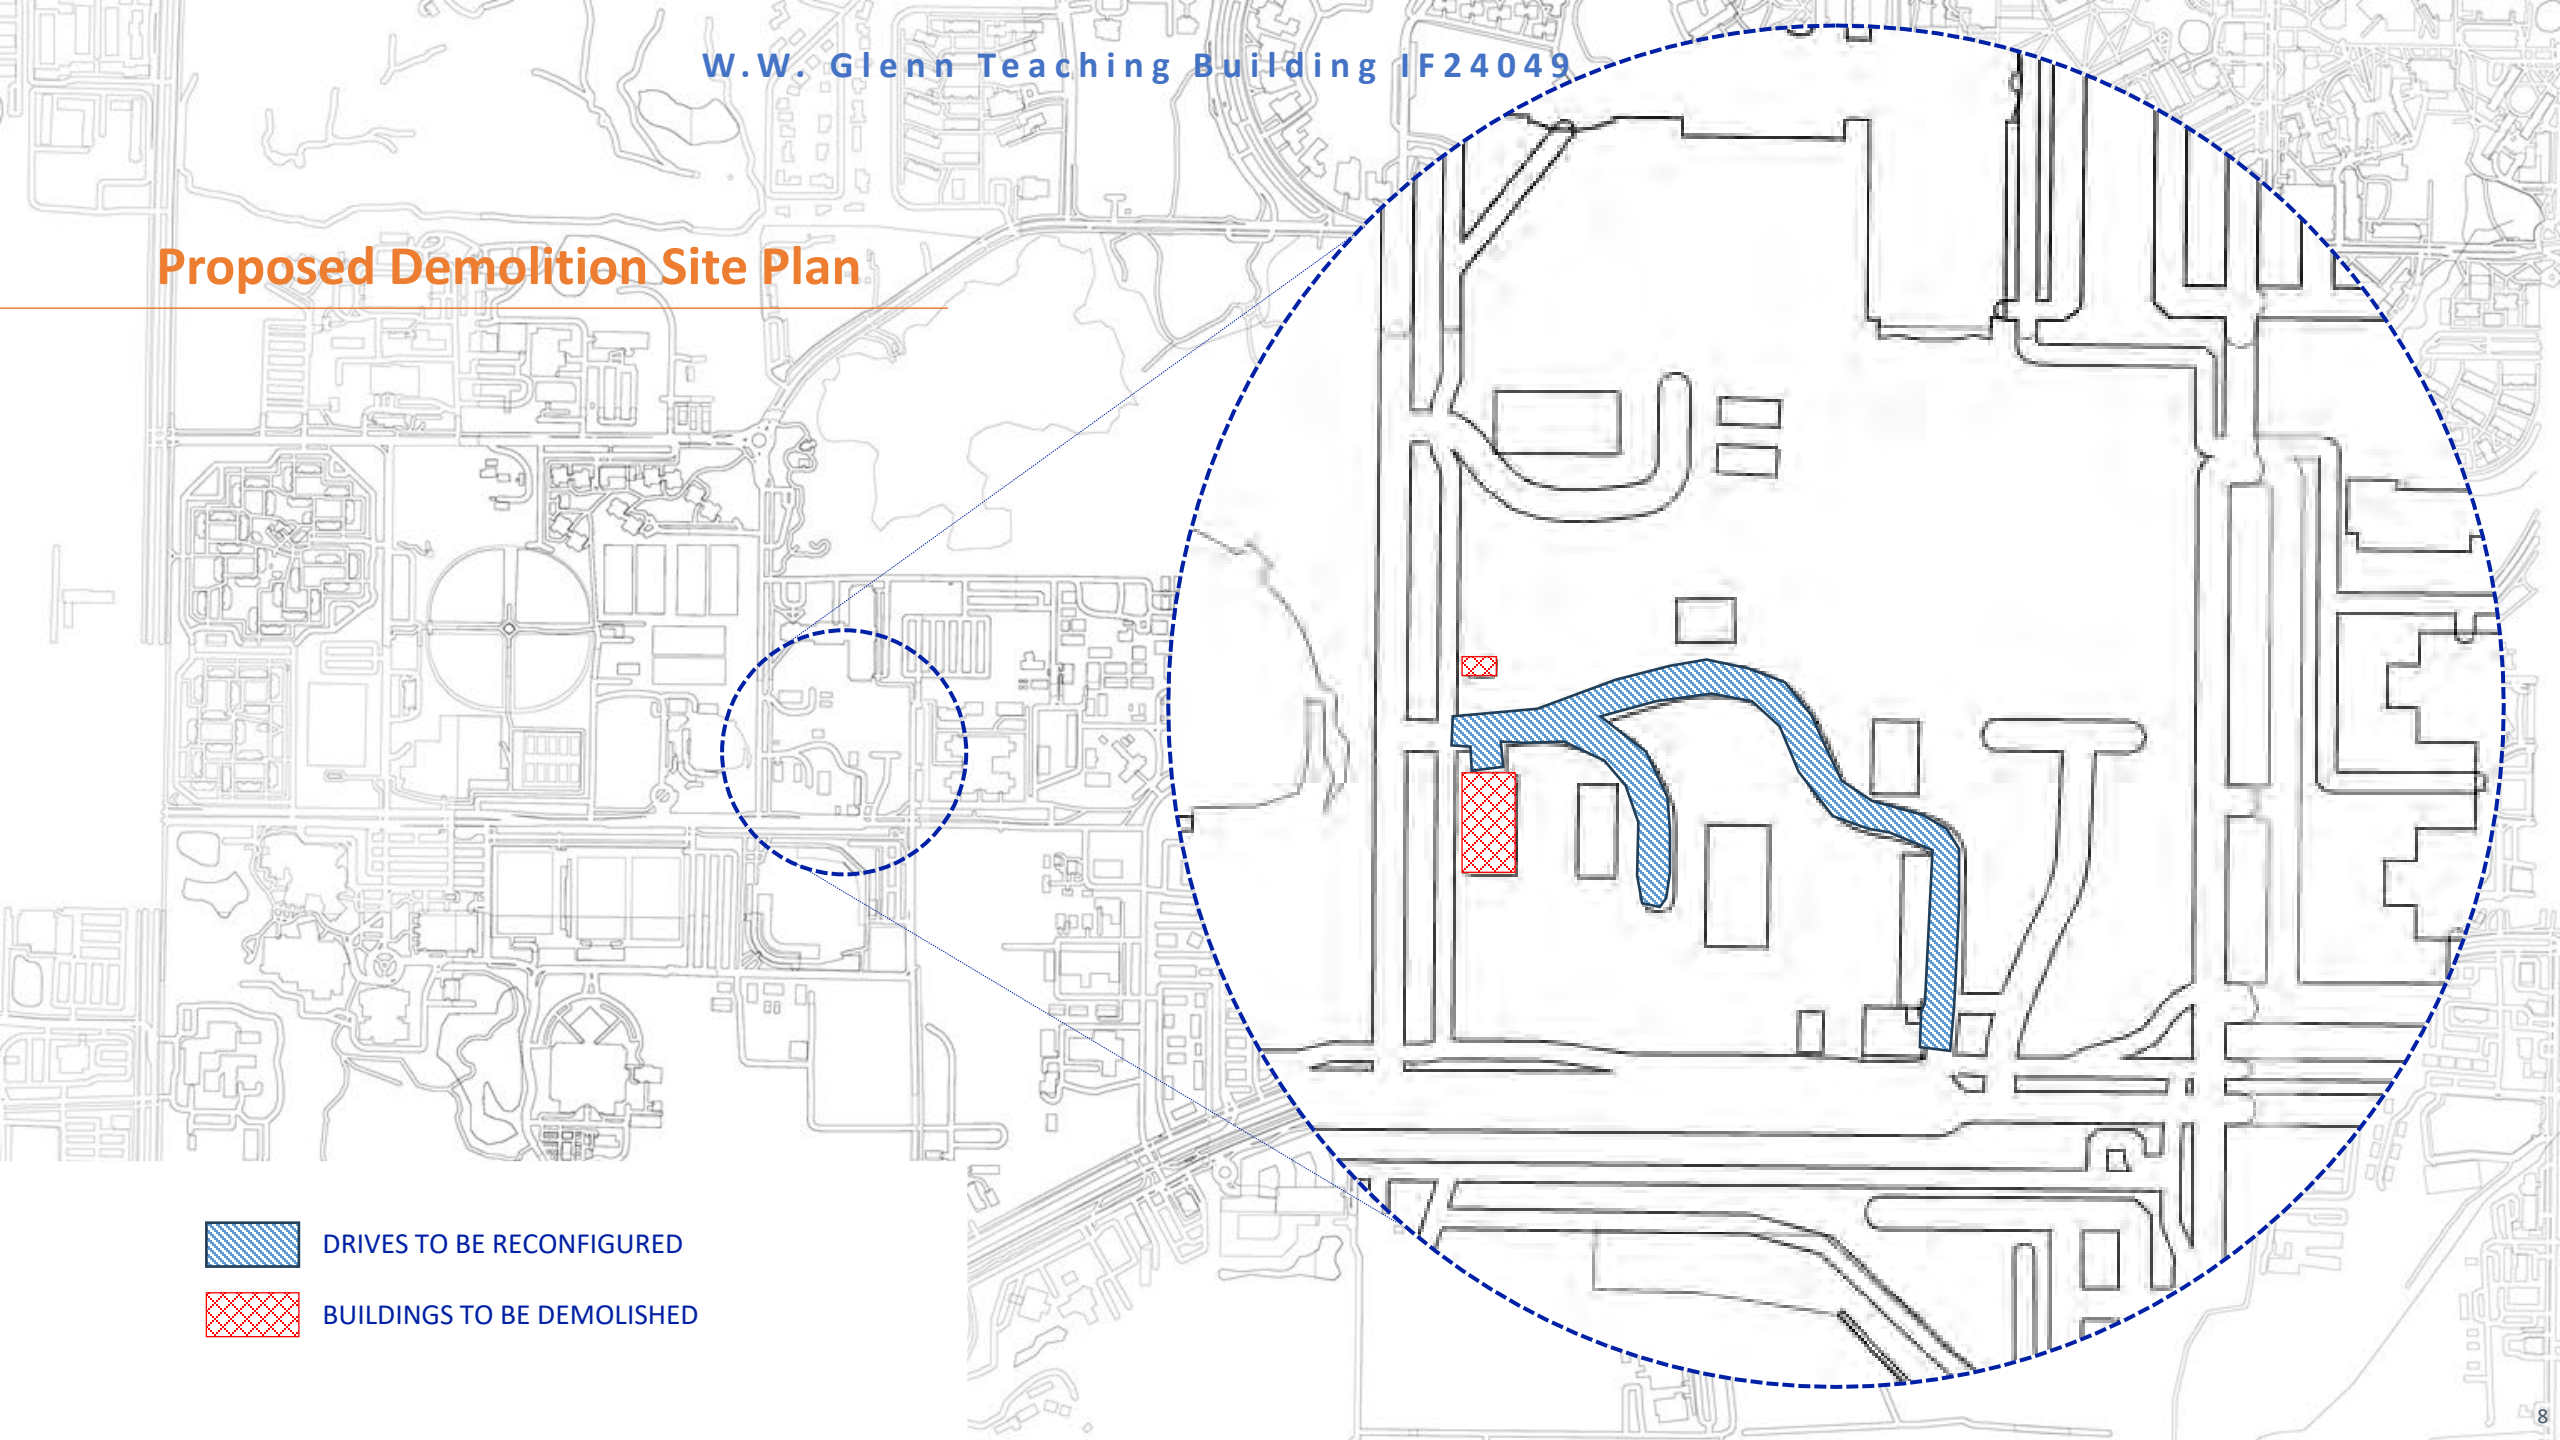 W.W. Glenn Teaching Building IF24049
Proposed Demolition Site Plan
DRIVES TO BE RECONFIGURED
BUILDINGS TO BE DEMOLISHED
8